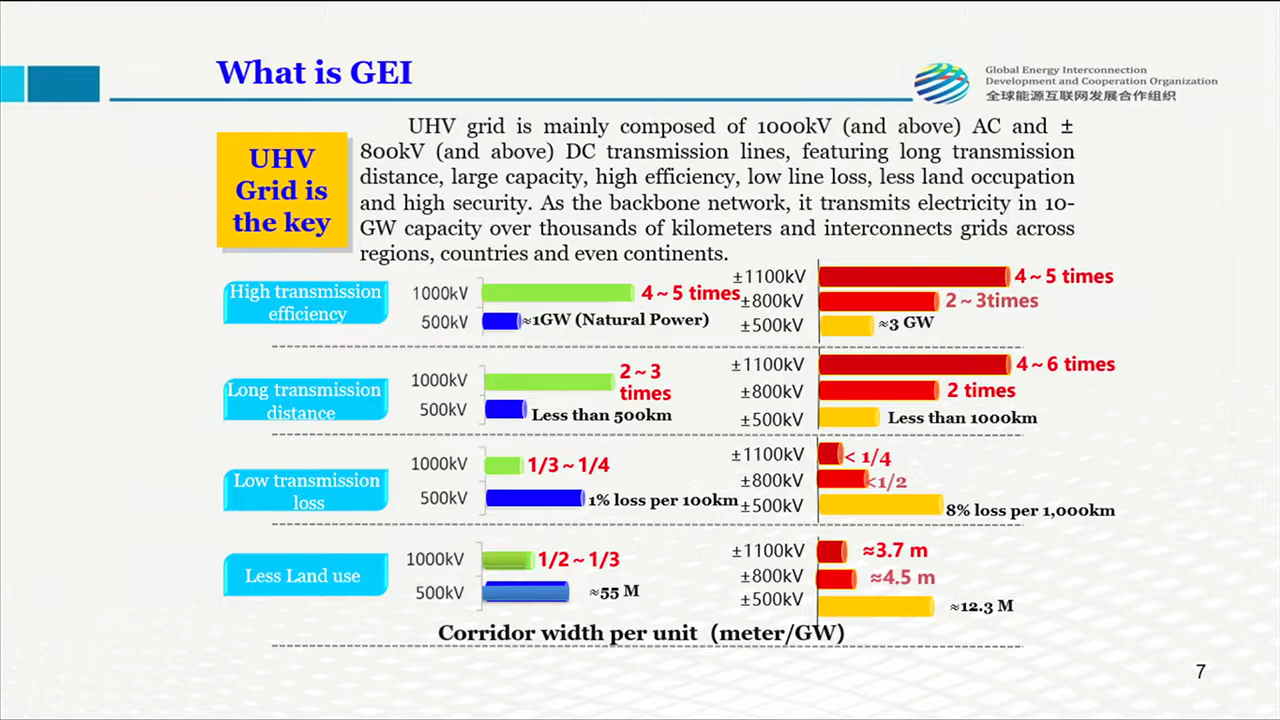 What is GEI
Global Energy Interconnection
Development and Cooperation Organization
全球能源互联网发展合作组织
UHV
Grid is
the key
UHV grid is mainly composed of 1000kV (and above) AC and ±
800kV (and above) DC transmission lines, featuring long transmission
distance, large capacity, high efficiency, low line loss, less land occupation
and high security. As the backbone network, it transmits electricity in 10-
GW capacity over thousands of kilometers and interconnects grids across
regions, countries and even continents.
High transmission
efficiency
1000kV
4~5 times
500kV
≈1GW (Natural Power)
±1100kV
4~5 times
±800kV
2~3times
±500kV
≈3 GW
Long transmission
distance
1000kV
2~3
times
500kV
Less than 500km
±1100kV
4~6 times
±800kV
2 times
±500kV
Less than 1000km
Low transmission
loss
1000kV
1/3~1/4
500kV
1% loss per 100km
±1100kV
< 1/4
±800kV
<1/2
±500kV
8% loss per 1,000km
Less Land use
1000kV
1/2~1/3
500kV
≈55 M
±1100kV
≈3.7 m
±800kV
≈4.5 m
±500kV
≈12.3 M
Corridor width per unit (meter/GW)
7